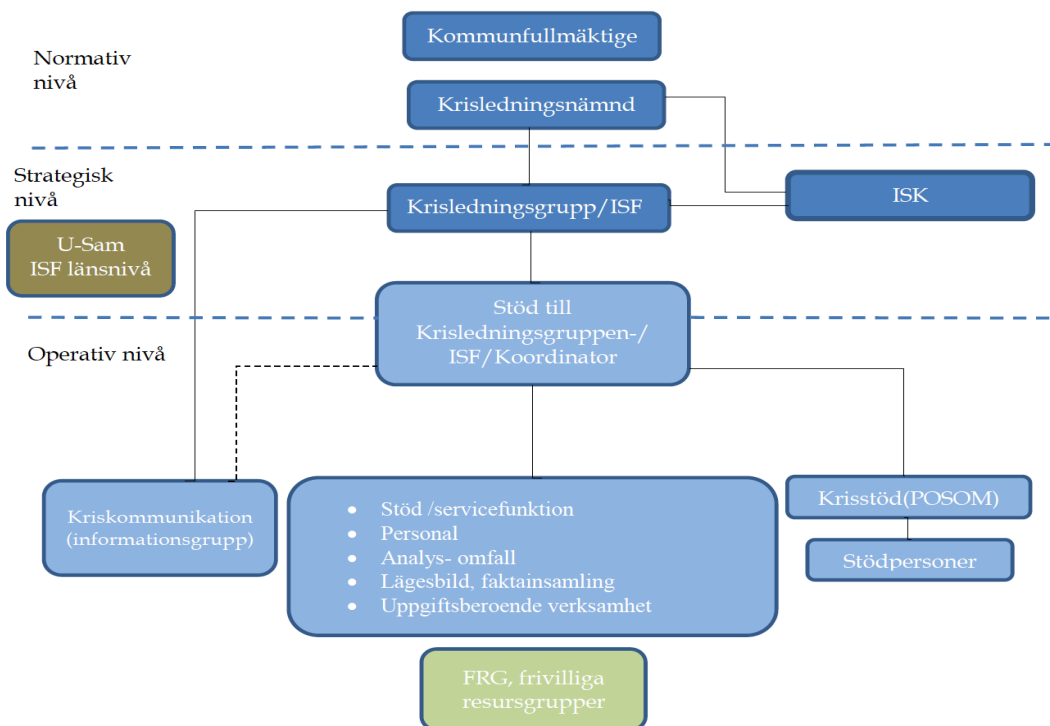 Kommunfullmäktige
Normativ
nivå
Krisledningsnämnd
Strategisk
nivå
Krisledningsgrupp/ISF
ISK
U-Sam
ISF länsnivå
Stöd till
Krisledningsgruppen-/
ISF/Koordinator
Operativ nivå
Kriskommunikation
(informationsgrupp)
• Stöd /servicefunktion
• Personal
• Analys- omfall
• Lägesbild, faktainsamling
• Uppgiftsberoende verksamhet
Krisstöd(POSOM)
Stödpersoner
FRG, frivilliga
resursgrupper